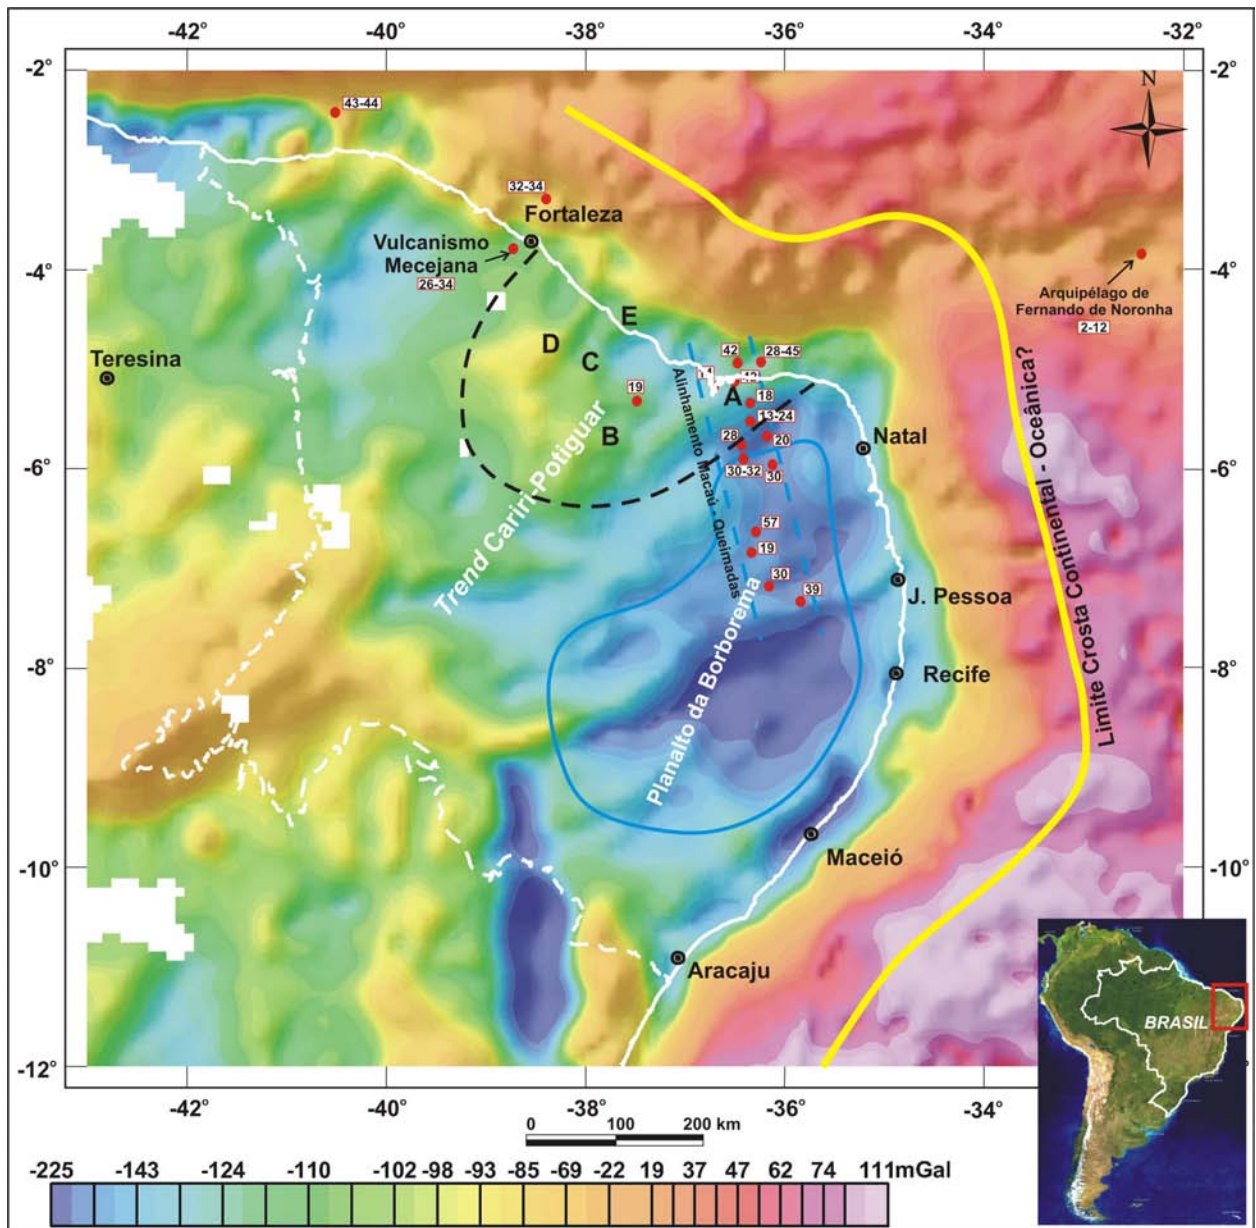 -42°
-40°
-38°
-36°
-34°
-32°
-2°
-2°
N
43-44
32-34
Fortaleza
Vulcanismo
Mecejana
26-34
-4°
-4°
Arquipélago de
Fernando de Noronha
2-12
E
D
C
B
A
Teresina
42
28-45
19
18
13-24
28
20
30-32
30
Natal
-6°
-6°
Alinhamento Macaú - Queimadas
Trend Cariri-Potiguar
Limite Crosta Continental - Oceânica?
57
19
30
39
J. Pessoa
Planalto da Borborema
-8°
-8°
Recife
Maceió
-10°
-10°
Aracaju
BRASIL
-12°
-42°
-40°
-38°
-36°
-34°
0 100 200 km
-225 -143 -124 -110 -102 -98 -93 -85 -69 -22 19 37 47 62 74 111mGal